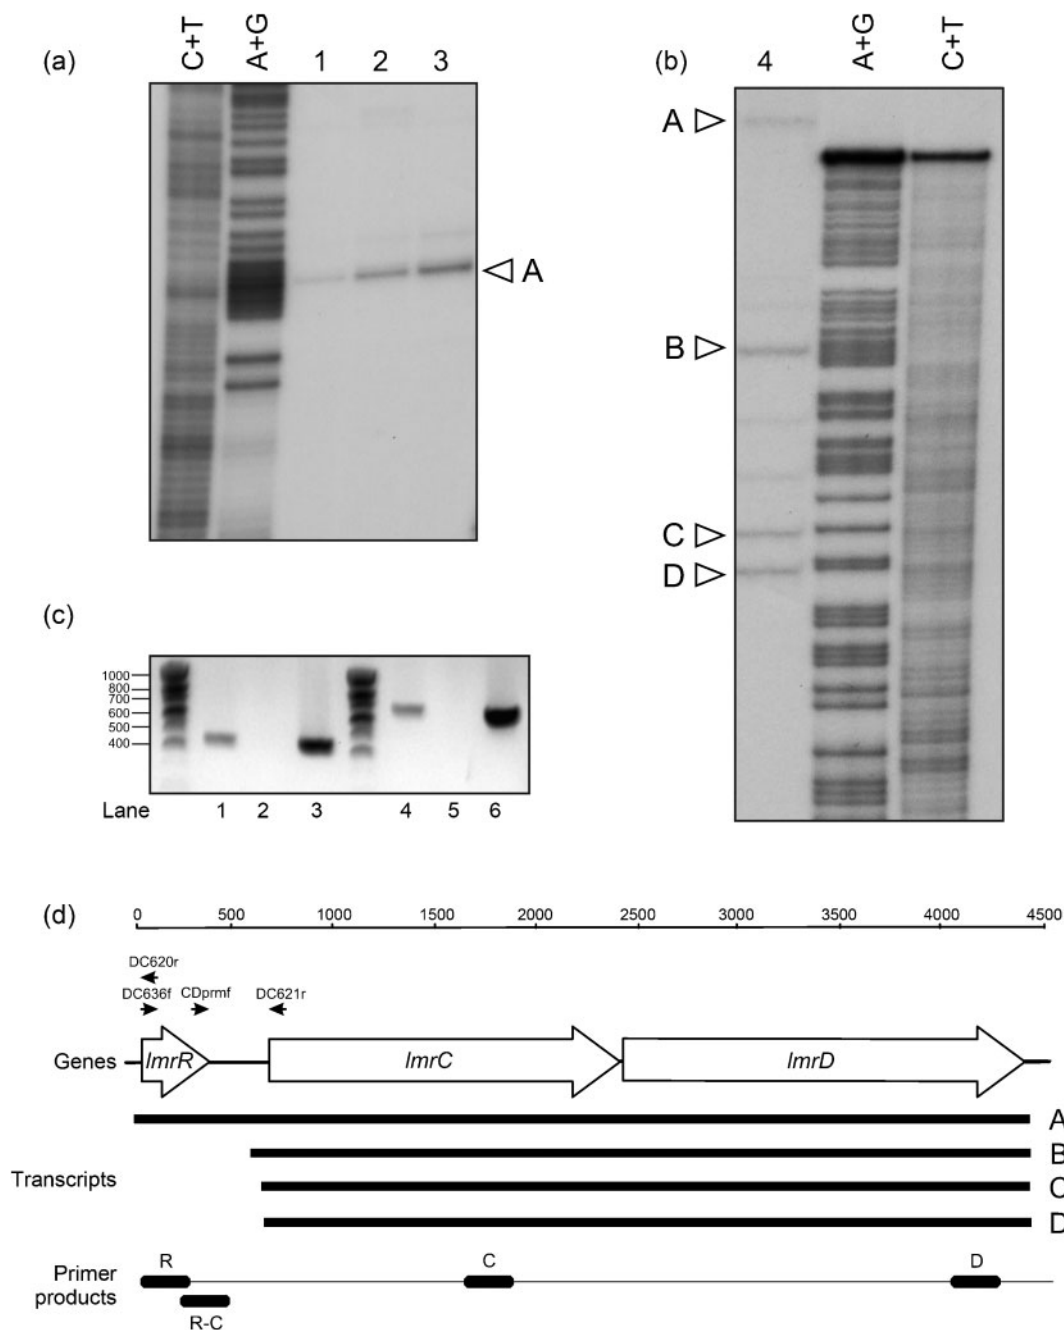 (a)
C+T
A+G
1 2 3
A
(b)
4
A+G
C+T
A
B
C
D
(c)
1000
800
700
600
500
400
Lane 1 2 3 4 5 6
(d)
0 500 1000 1500 2000 2500 3000 3500 4000 4500
DC620r
DC636f CDprmf DC621r
Genes lmrR lmrC lmrD
A
B
Transcripts
C
D
R C D
Primer
products
R-C